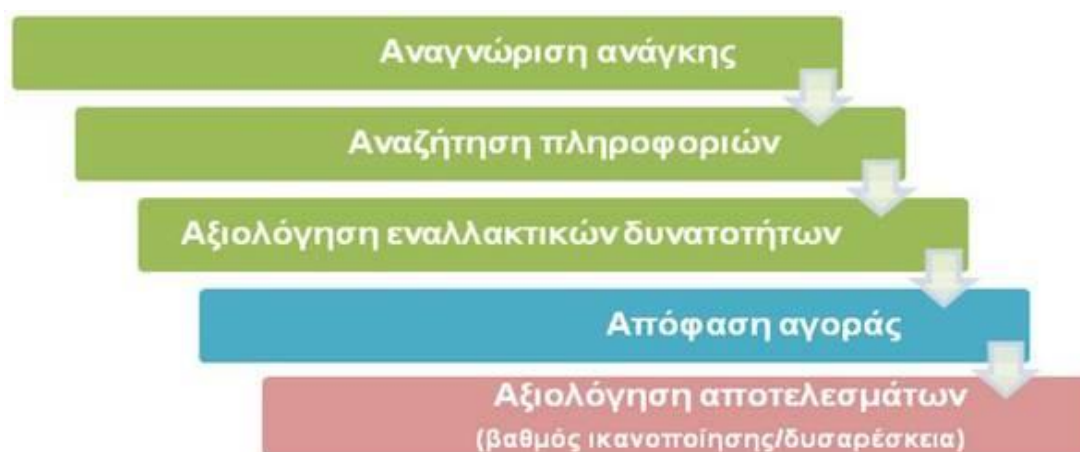 Αναγνώριση ανάγκης
Αναζήτηση πληροφοριών
Αξιολόγηση εναλλακτικών δυνατοτήτων
Απόφαση αγοράς
Αξιολόγηση αποτελεσμάτων
(βαθμός ικανοποίησης/δυσαρέσκεια)